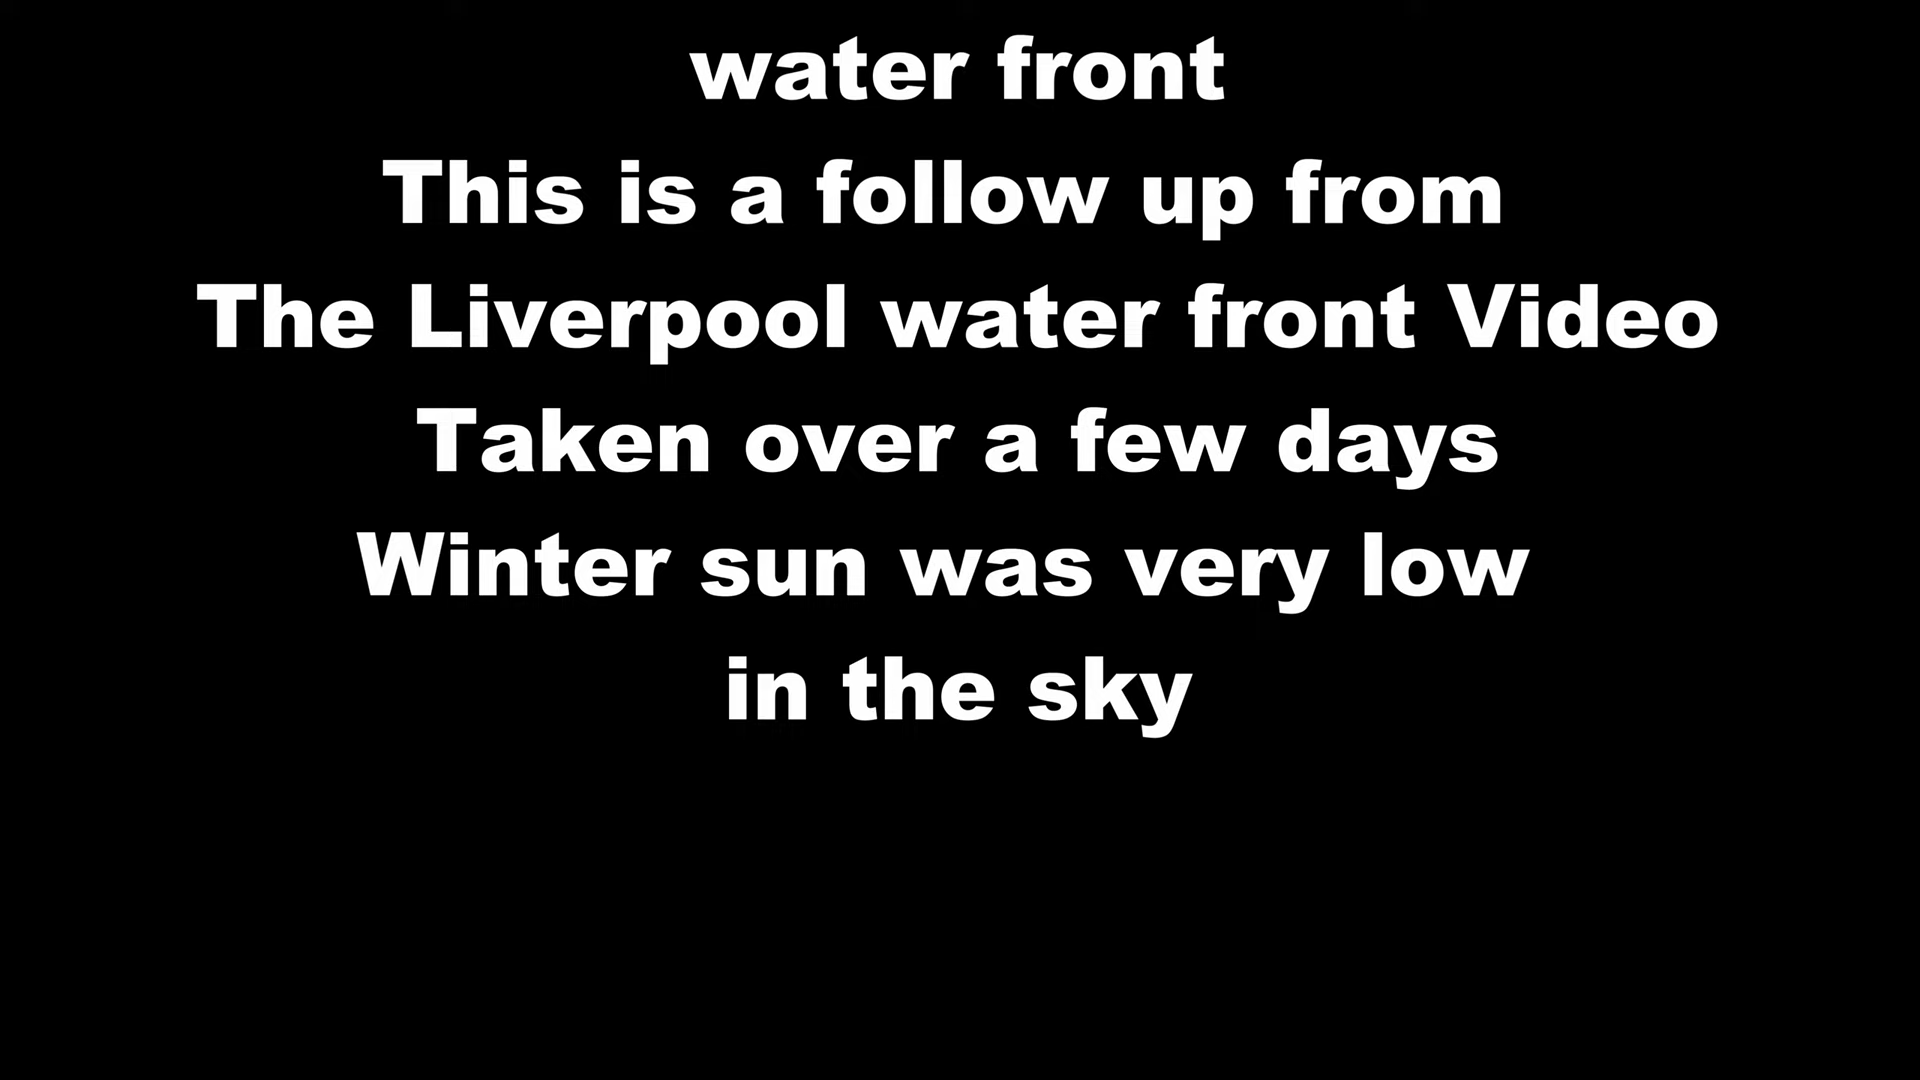 water front
This is a follow up from
The Liverpool water front Video
Taken over a few days
Winter sun was very low
in the sky